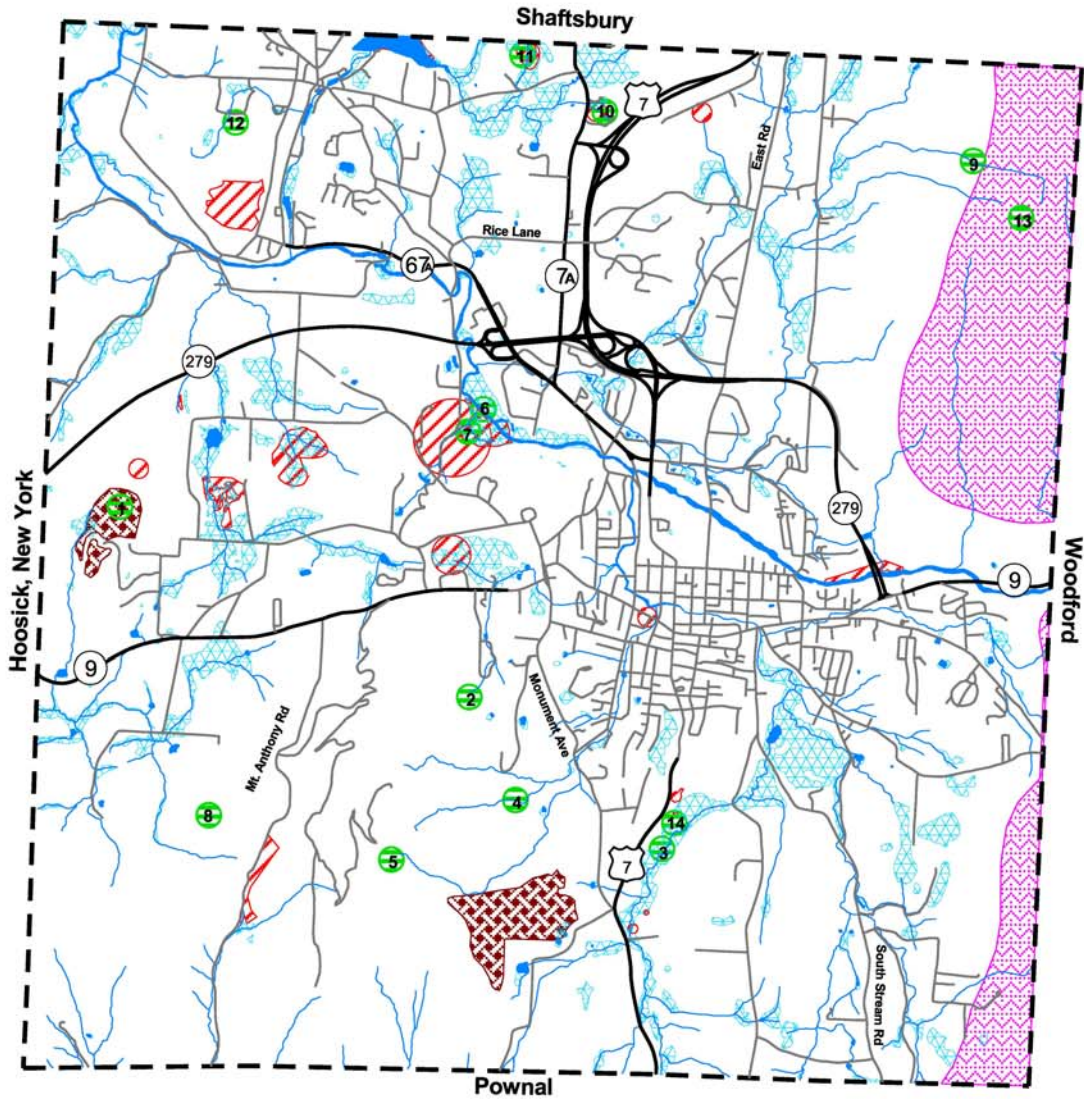 Shaftsbury
11
7
10
12
East Rd
9
13
Rice Lane
67A
7A
279
6
7
Hoosick, New York
1
279
Woodford
9
9
2
Monument Ave
Mt. Anthony Rd
4
8
14
3
7
5
South Stream Rd
Pownal